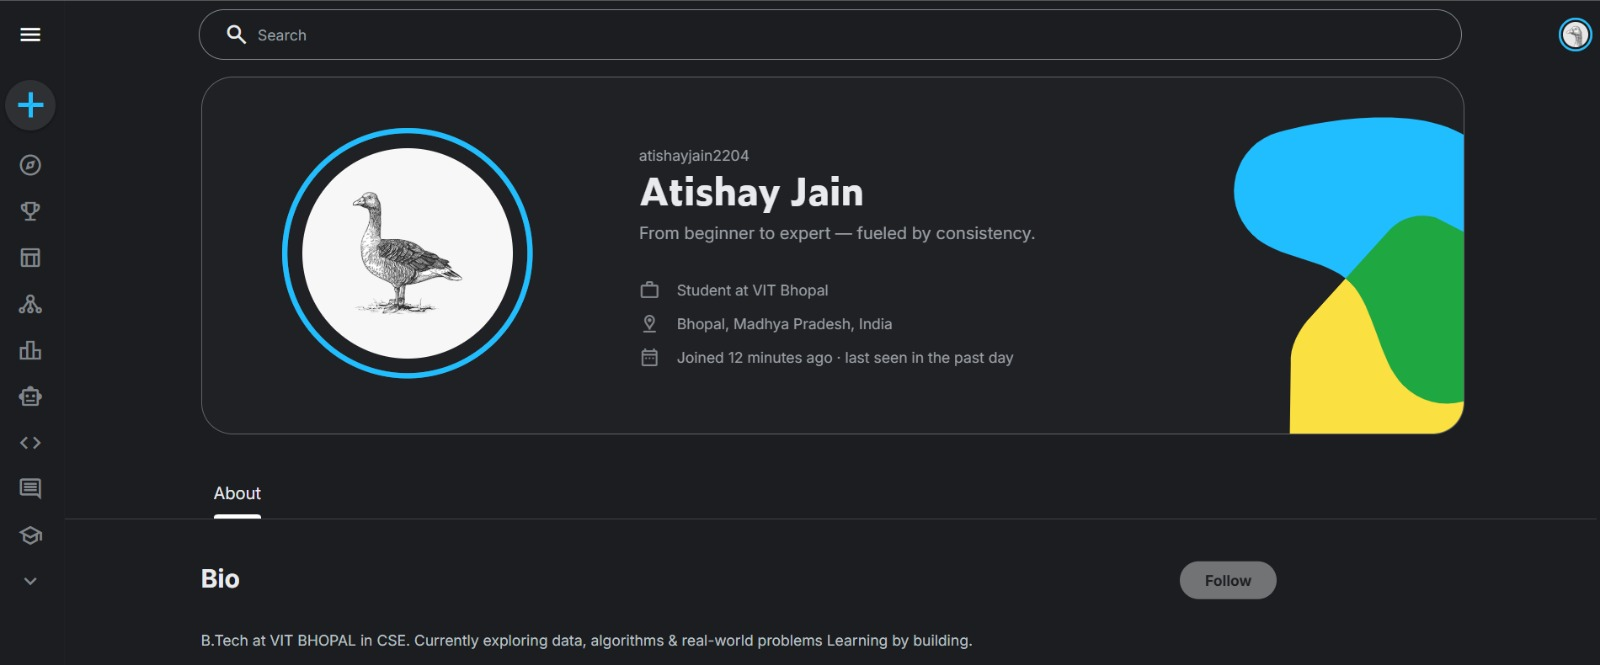 Search
atishayjain2204
Atishay Jain
From beginner to expert — fueled by consistency.
Student at VIT Bhopal
Bhopal, Madhya Pradesh, India
Joined 12 minutes ago · last seen in the past day
About
Bio
Follow
B.Tech at VIT BHOPAL in CSE. Currently exploring data, algorithms & real-world problems Learning by building.